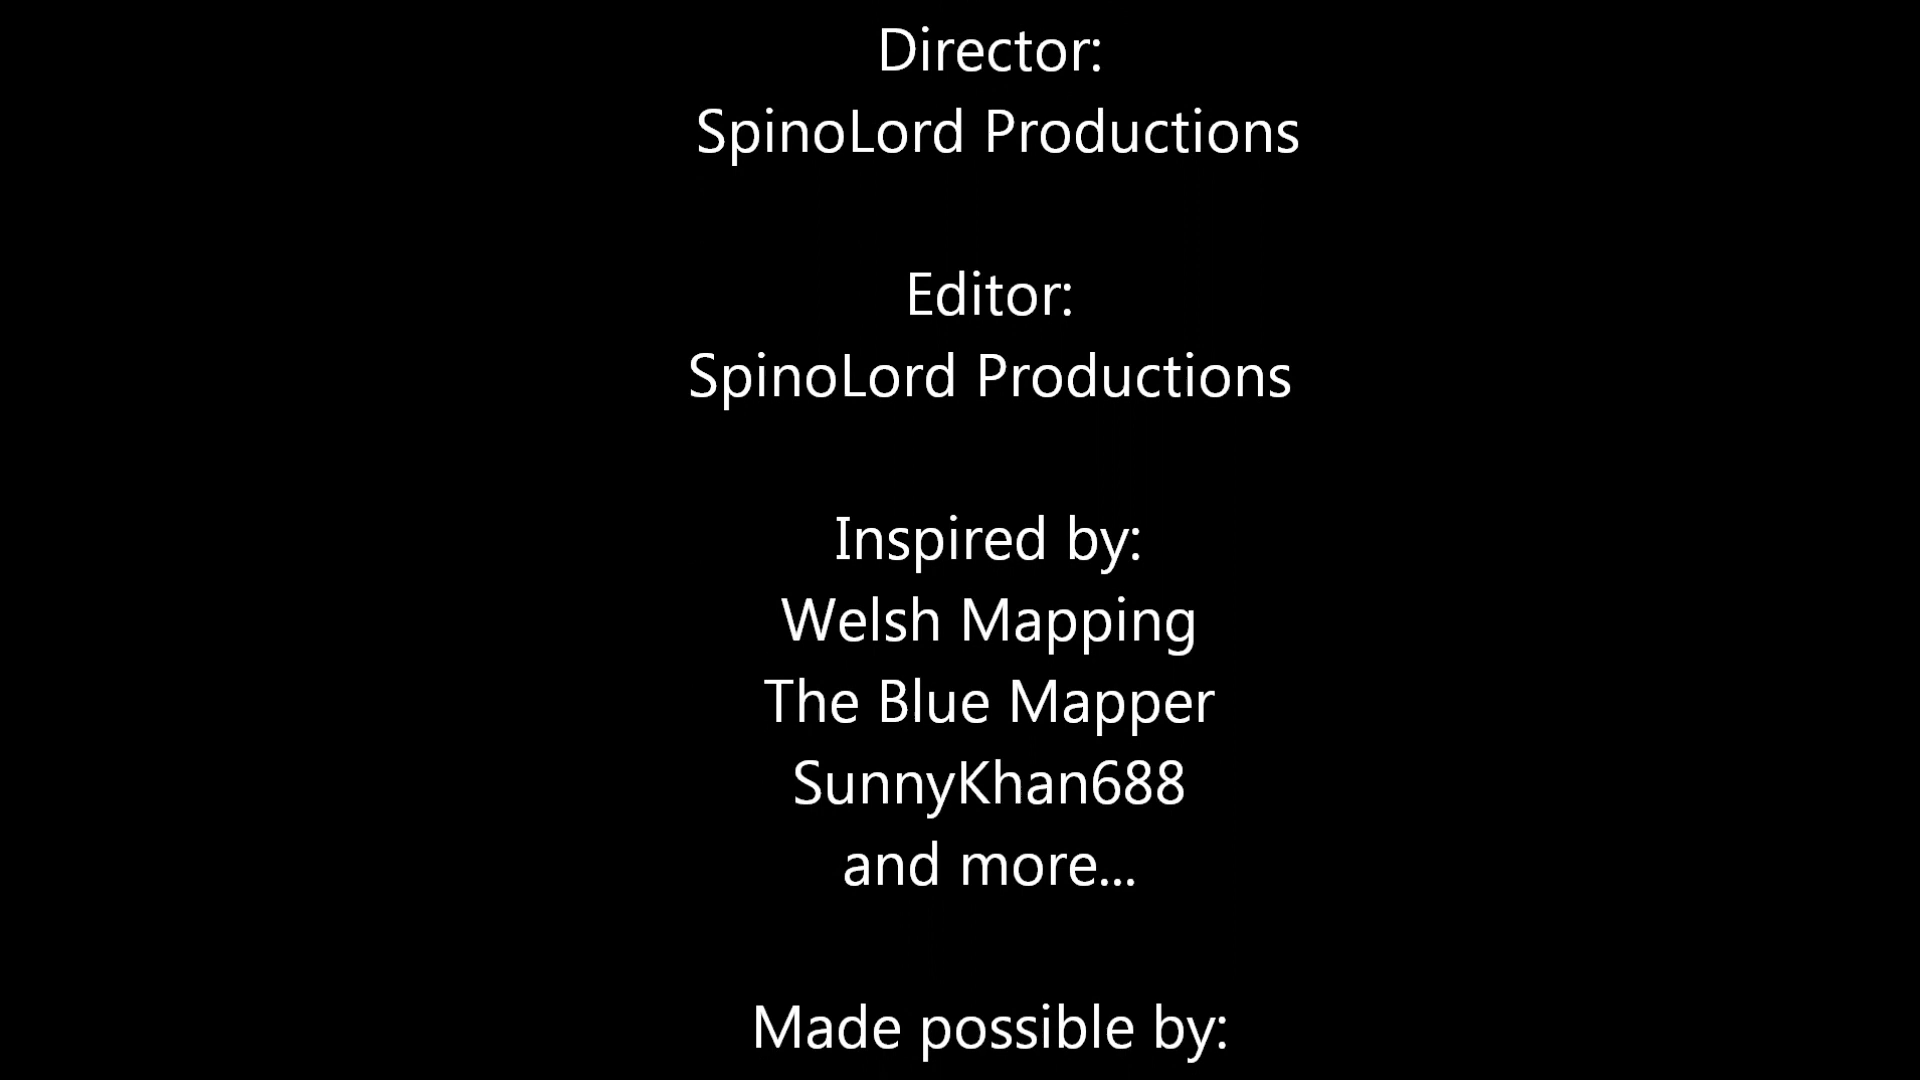 Director:
SpinoLord Productions
Editor:
SpinoLord Productions
Inspired by:
Welsh Mapping
The Blue Mapper
SunnyKhan688
and more...
Made possible by: